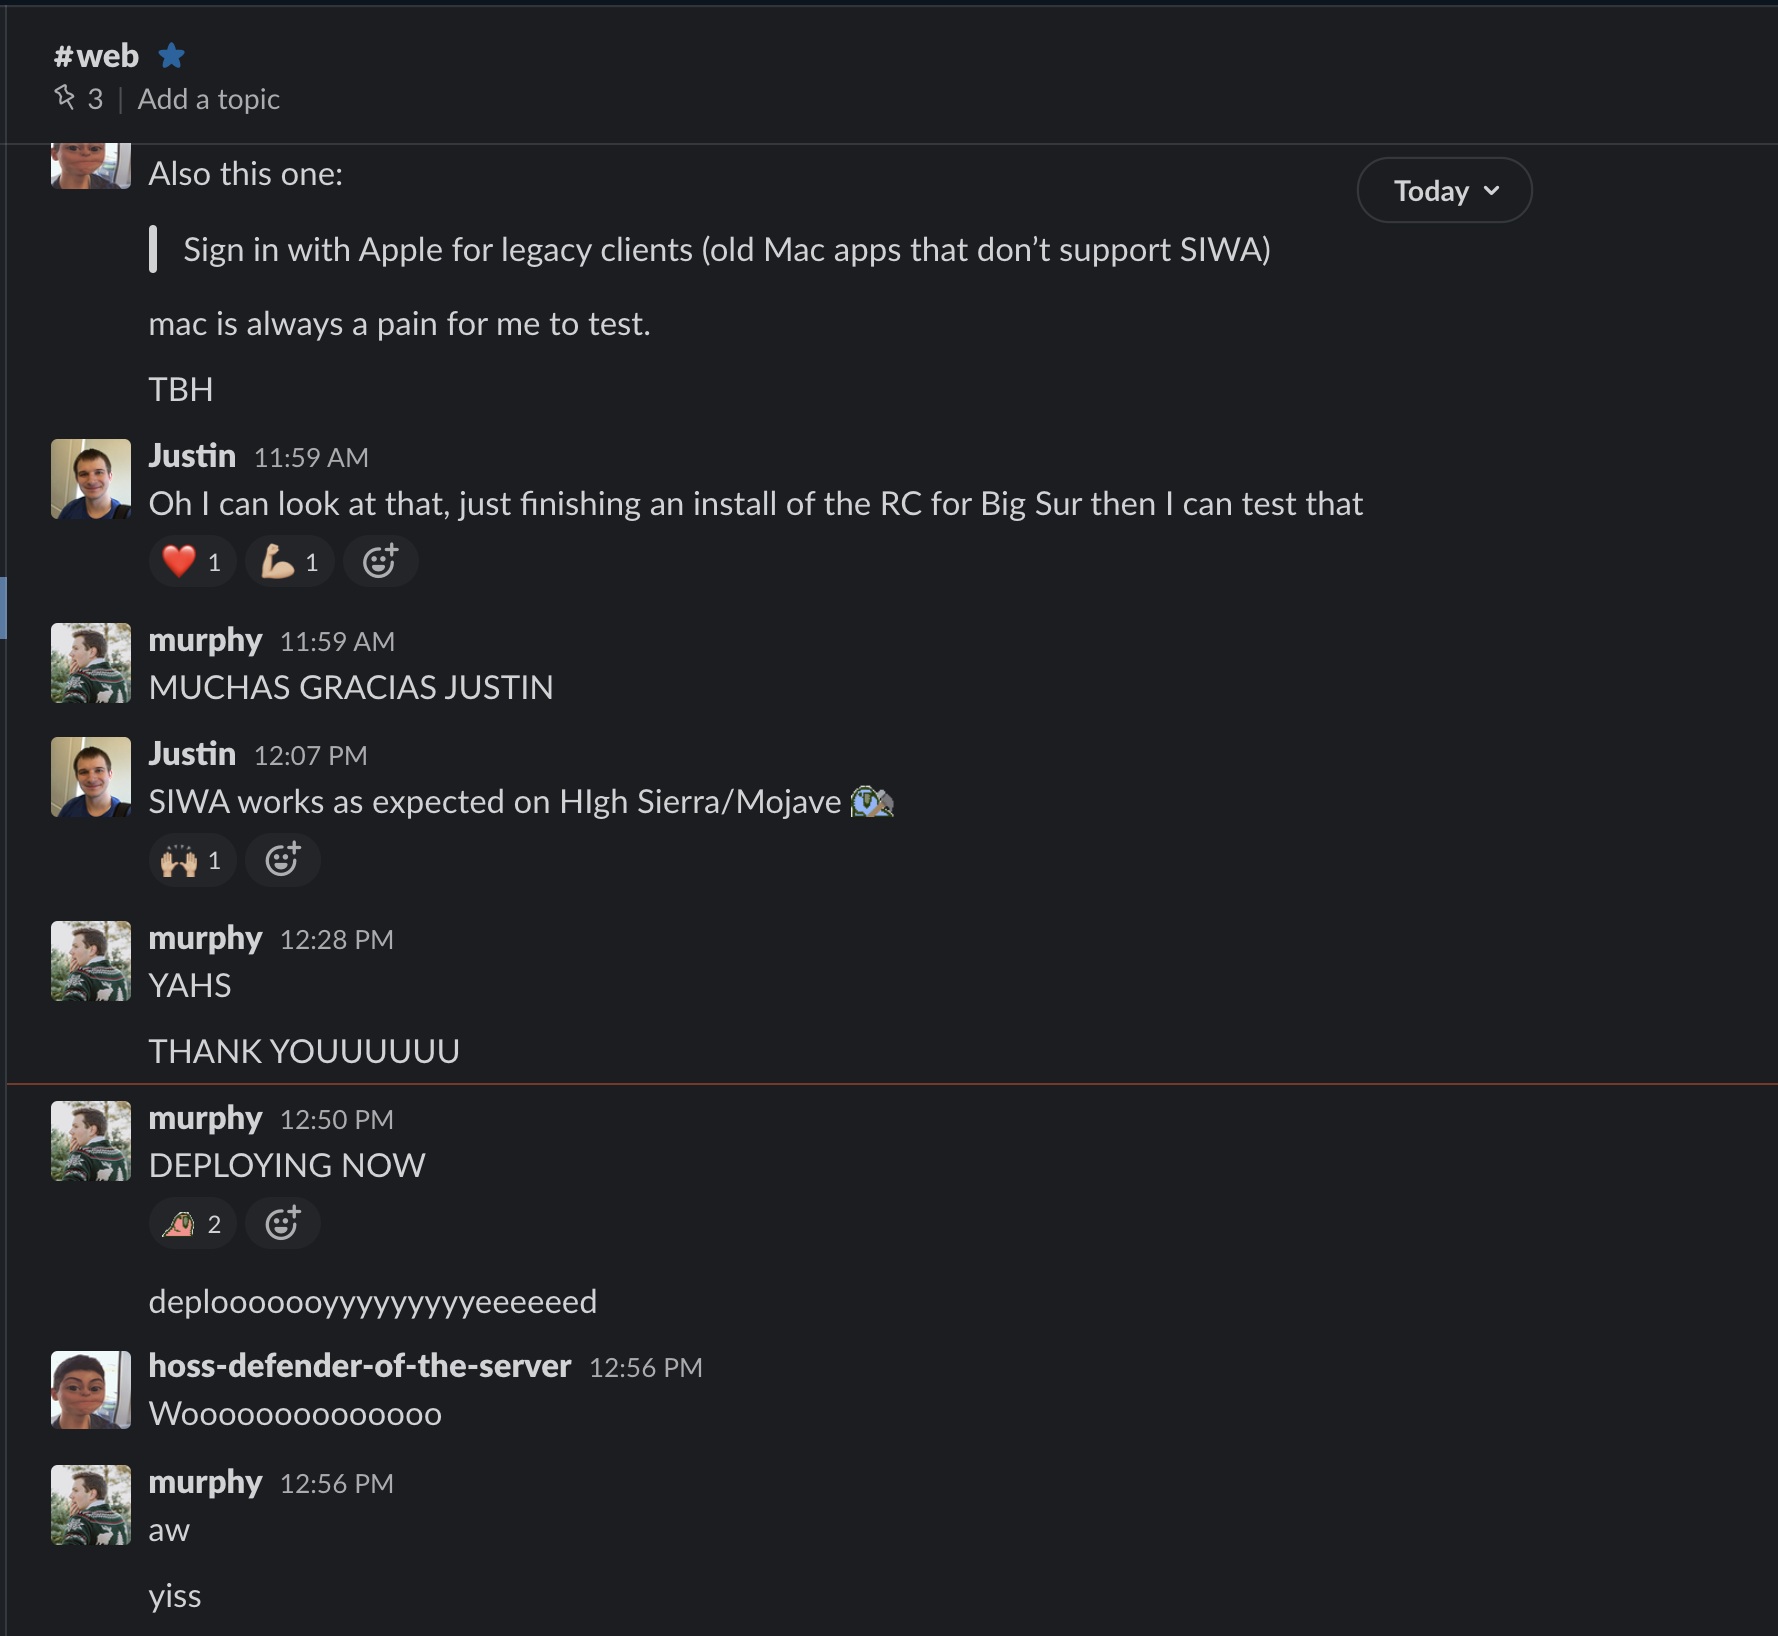 #web
3 | Add a topic
Also this one:
Today
Sign in with Apple for legacy clients (old Mac apps that don’t support SIWA)
mac is always a pain for me to test.
TBH
Justin 11:59 AM
Oh I can look at that, just finishing an install of the RC for Big Sur then I can test that
1 1
murphy 11:59 AM
MUCHAS GRACIAS JUSTIN
Justin 12:07 PM
SIWA works as expected on HIgh Sierra/Mojave
1
murphy 12:28 PM
YAHS
THANK YOUUUUUU
murphy 12:50 PM
DEPLOYING NOW
2
deplooooooyyyyyyyyyeeeeeed
hoss-defender-of-the-server 12:56 PM
Woooooooooooooo
murphy 12:56 PM
aw
yiss